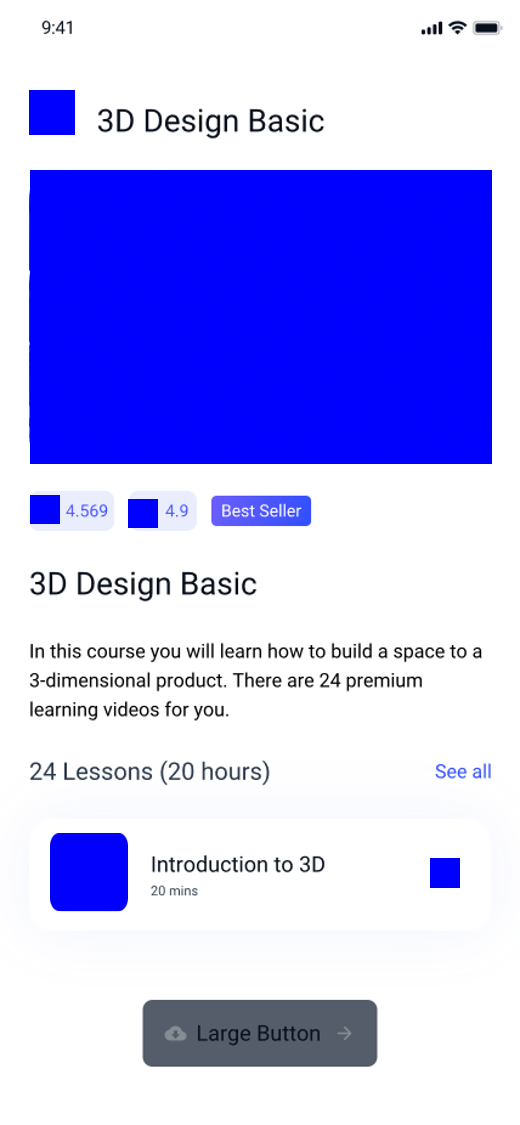 9:41
3D Design Basic
4.569
4.9
Best Seller
3D Design Basic
In this course you will learn how to build a space to a
3-dimensional product. There are 24 premium
learning videos for you.
24 Lessons (20 hours)
See all
Introduction to 3D
20 mins
Large Button